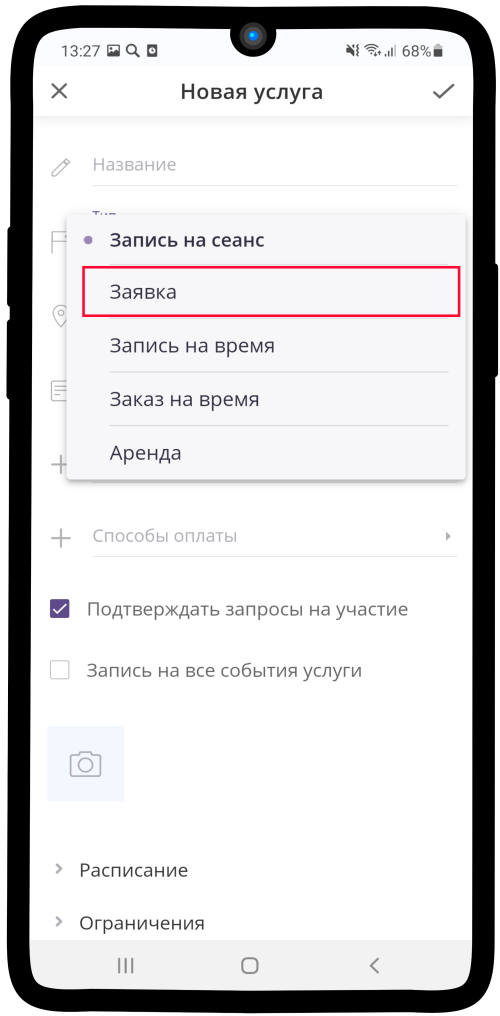 13:27 68%
Новая услуга
Название
Тип
Запись на сеанс
Заявка
Запись на время
Заказ на время
Аренда
Способы оплаты
Подтверждать запросы на участие
Запись на все события услуги
Расписание
Ограничения